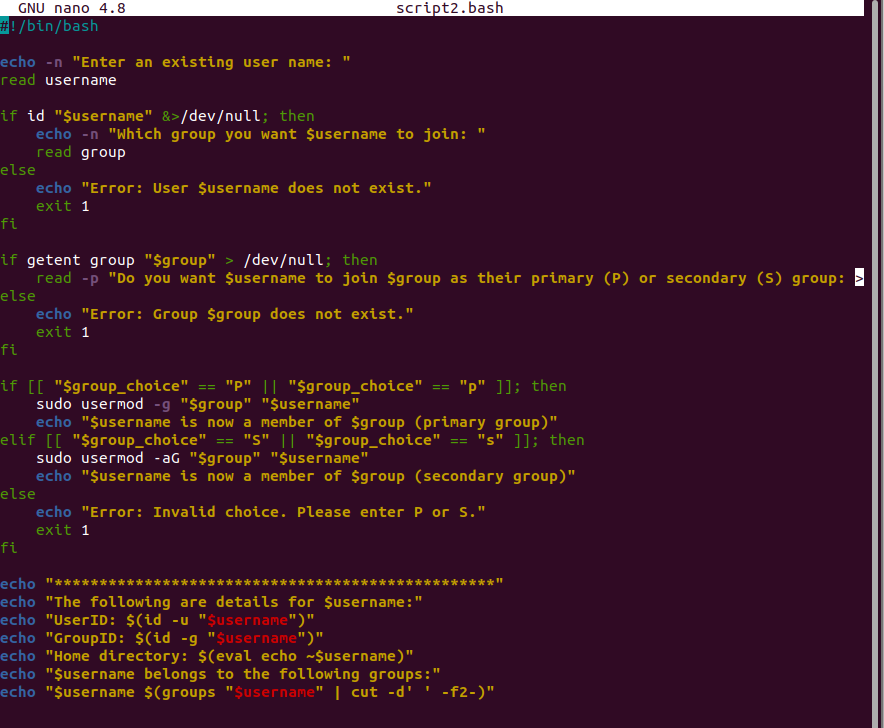 GNU nano 4.8 script2.bash
#!/bin/bash
echo -n "Enter an existing user name: "
read username
if id "$username" &>/dev/null; then
    echo -n "Which group you want $username to join: "
    read group
else
    echo "Error: User $username does not exist."
    exit 1
fi
if getent group "$group" > /dev/null; then
    read -p "Do you want $username to join $group as their primary (P) or secondary (S) group: >
else
    echo "Error: Group $group does not exist."
    exit 1
fi
if [[ "$group_choice" == "P" || "$group_choice" == "p" ]]; then
    sudo usermod -g "$group" "$username"
    echo "$username is now a member of $group (primary group)"
elif [[ "$group_choice" == "S" || "$group_choice" == "s" ]]; then
    sudo usermod -aG "$group" "$username"
    echo "$username is now a member of $group (secondary group)"
else
    echo "Error: Invalid choice. Please enter P or S."
    exit 1
fi
echo "*************************************************"
echo "The following are details for $username:"
echo "UserID: $(id -u "$username")"
echo "GroupID: $(id -g "$username")"
echo "Home directory: $(eval echo ~$username)"
echo "$username belongs to the following groups:"
echo "$username $(groups "$username" | cut -d' ' -f2-)"